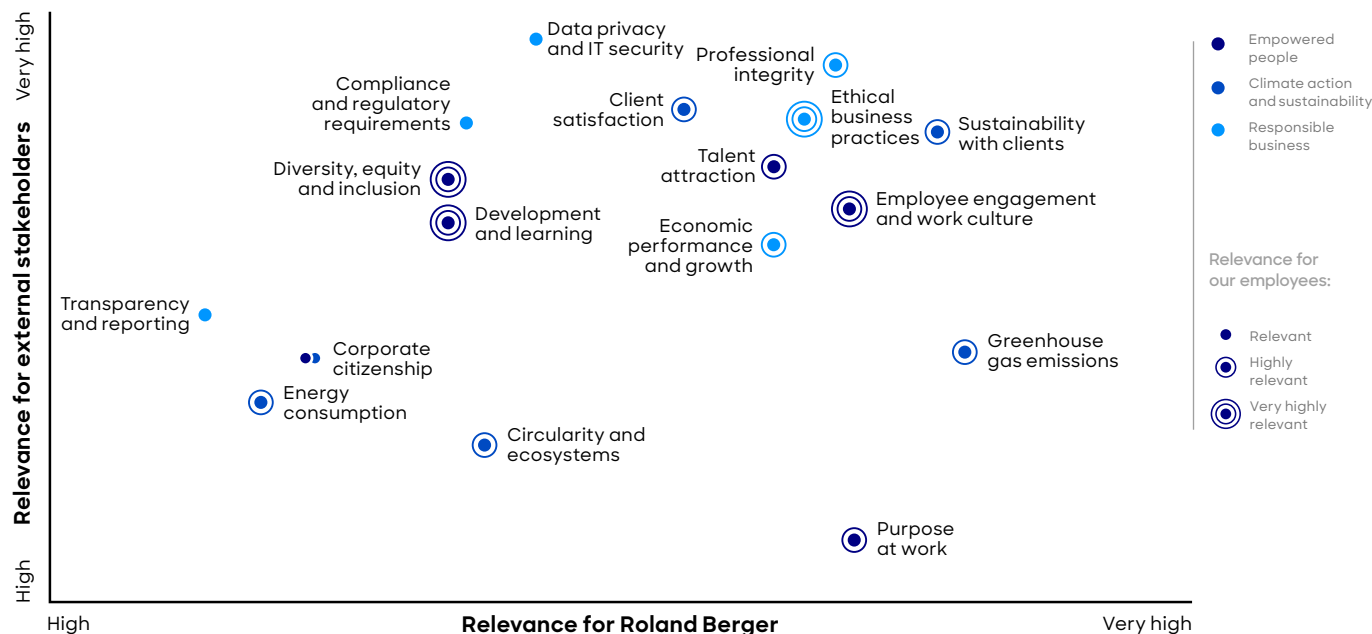 Very high
Relevance for external stakeholders
High
Data privacy
and IT security
Professional
integrity
Compliance
and regulatory
requirements
Client
satisfaction
Ethical
business
practices
Sustainability
with clients
Diversity, equity
and inclusion
Talent
attraction
Development
and learning
Employee engagement
and work culture
Economic
performance
and growth
Transparency
and reporting
Corporate
citizenship
Greenhouse
gas emissions
Energy
consumption
Circularity and
ecosystems
Purpose
at work
High
Relevance for Roland Berger
Very high
Empowered
people
Climate action
and sustainability
Responsible
business
Relevance for
our employees:
Relevant
Highly
relevant
Very highly
relevant